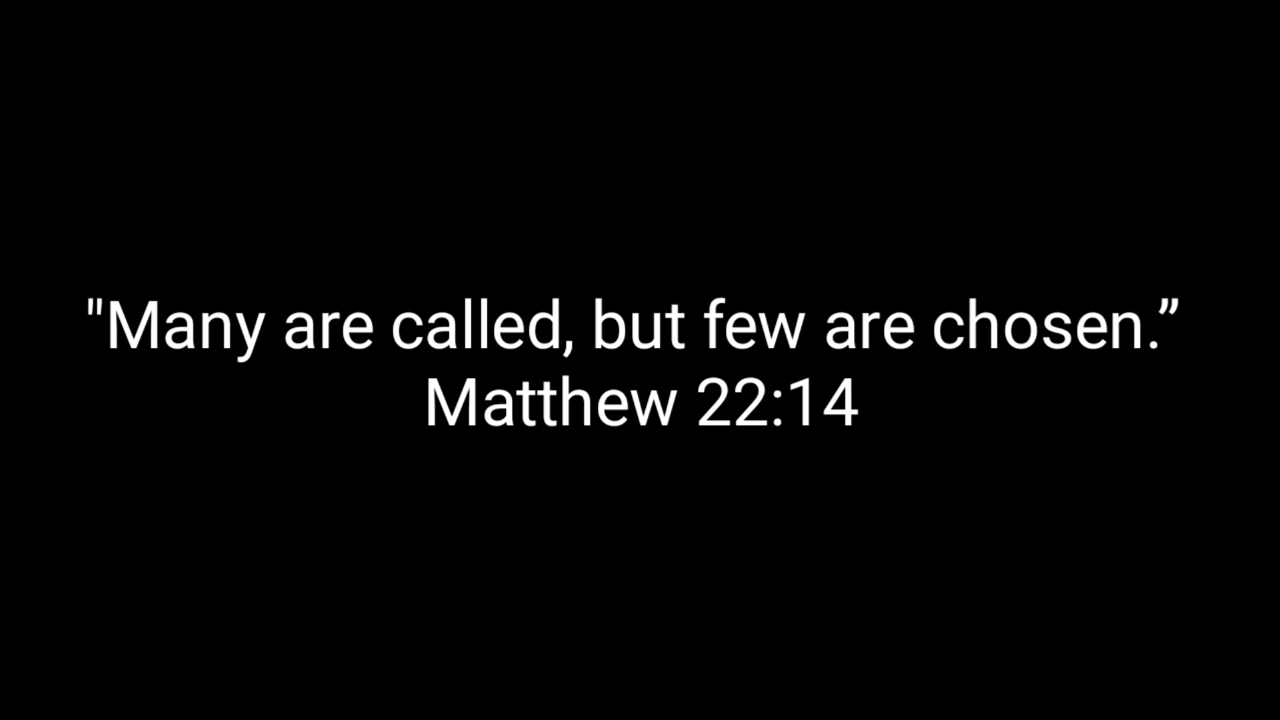 "Many are called, but few are chosen.”
Matthew 22:14